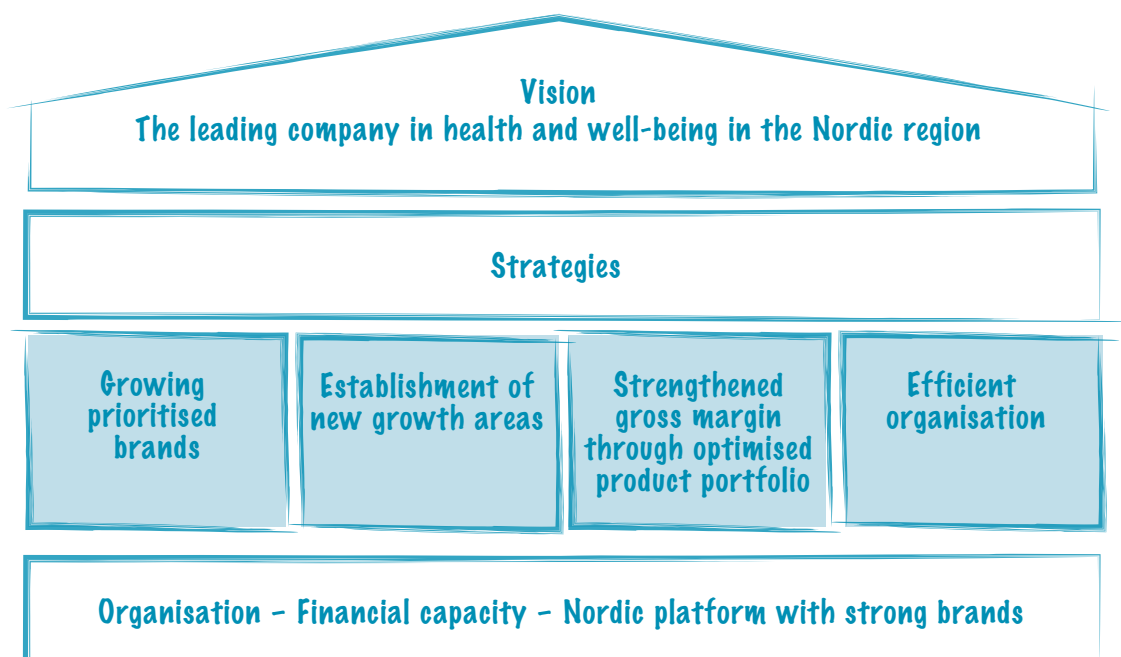 Vision
The leading company in health and well-being in the Nordic region
Strategies
Growing
prioritised
brands
Establishment of
new growth areas
Strengthened
gross margin
through optimised
product portfolio
Efficient
organisation
Organisation – Financial capacity – Nordic platform with strong brands